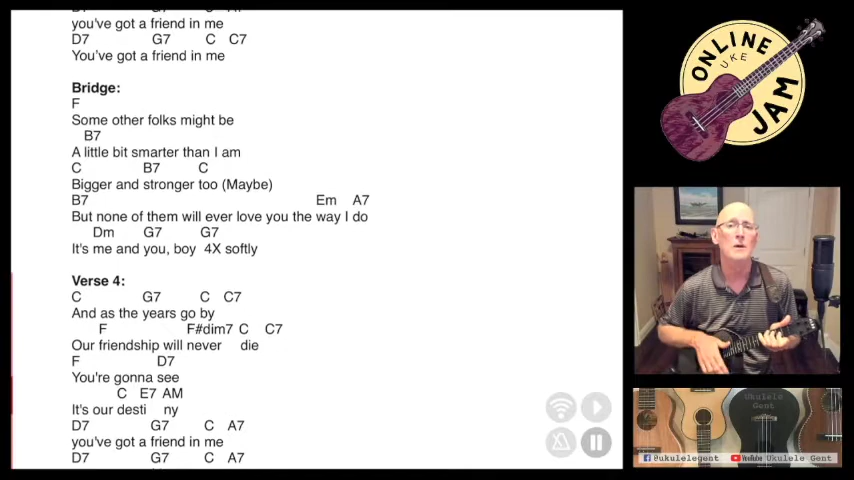 D7 G7 C A7
you've got a friend in me
D7 G7 C C7
You've got a friend in me
Bridge:
F
Some other folks might be
B7
A little bit smarter than I am
C B7 C
Bigger and stronger too (Maybe)
B7 Em A7
But none of them will ever love you the way I do
Dm G7 G7
It's me and you, boy 4X softly
Verse 4:
C G7 C C7
And as the years go by
F F#dim7 C C7
Our friendship will never die
F D7
You're gonna see
C E7 AM
It's our desti ny
D7 G7 C A7
you've got a friend in me
D7 G7 C A7
ONLINE
UKE
JAM
Ukulele
Gent
@ukulelegent
YouTube Ukulele Gent